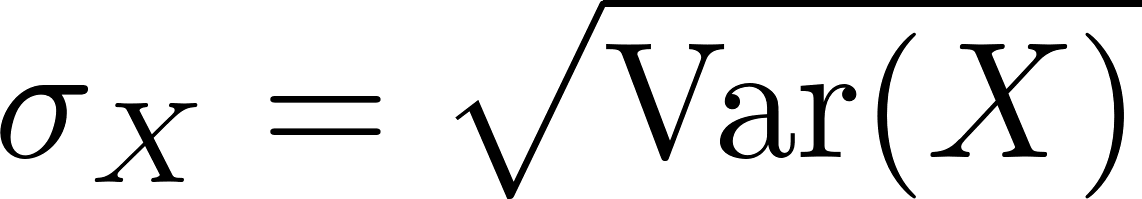 σ_X = √Var(X)